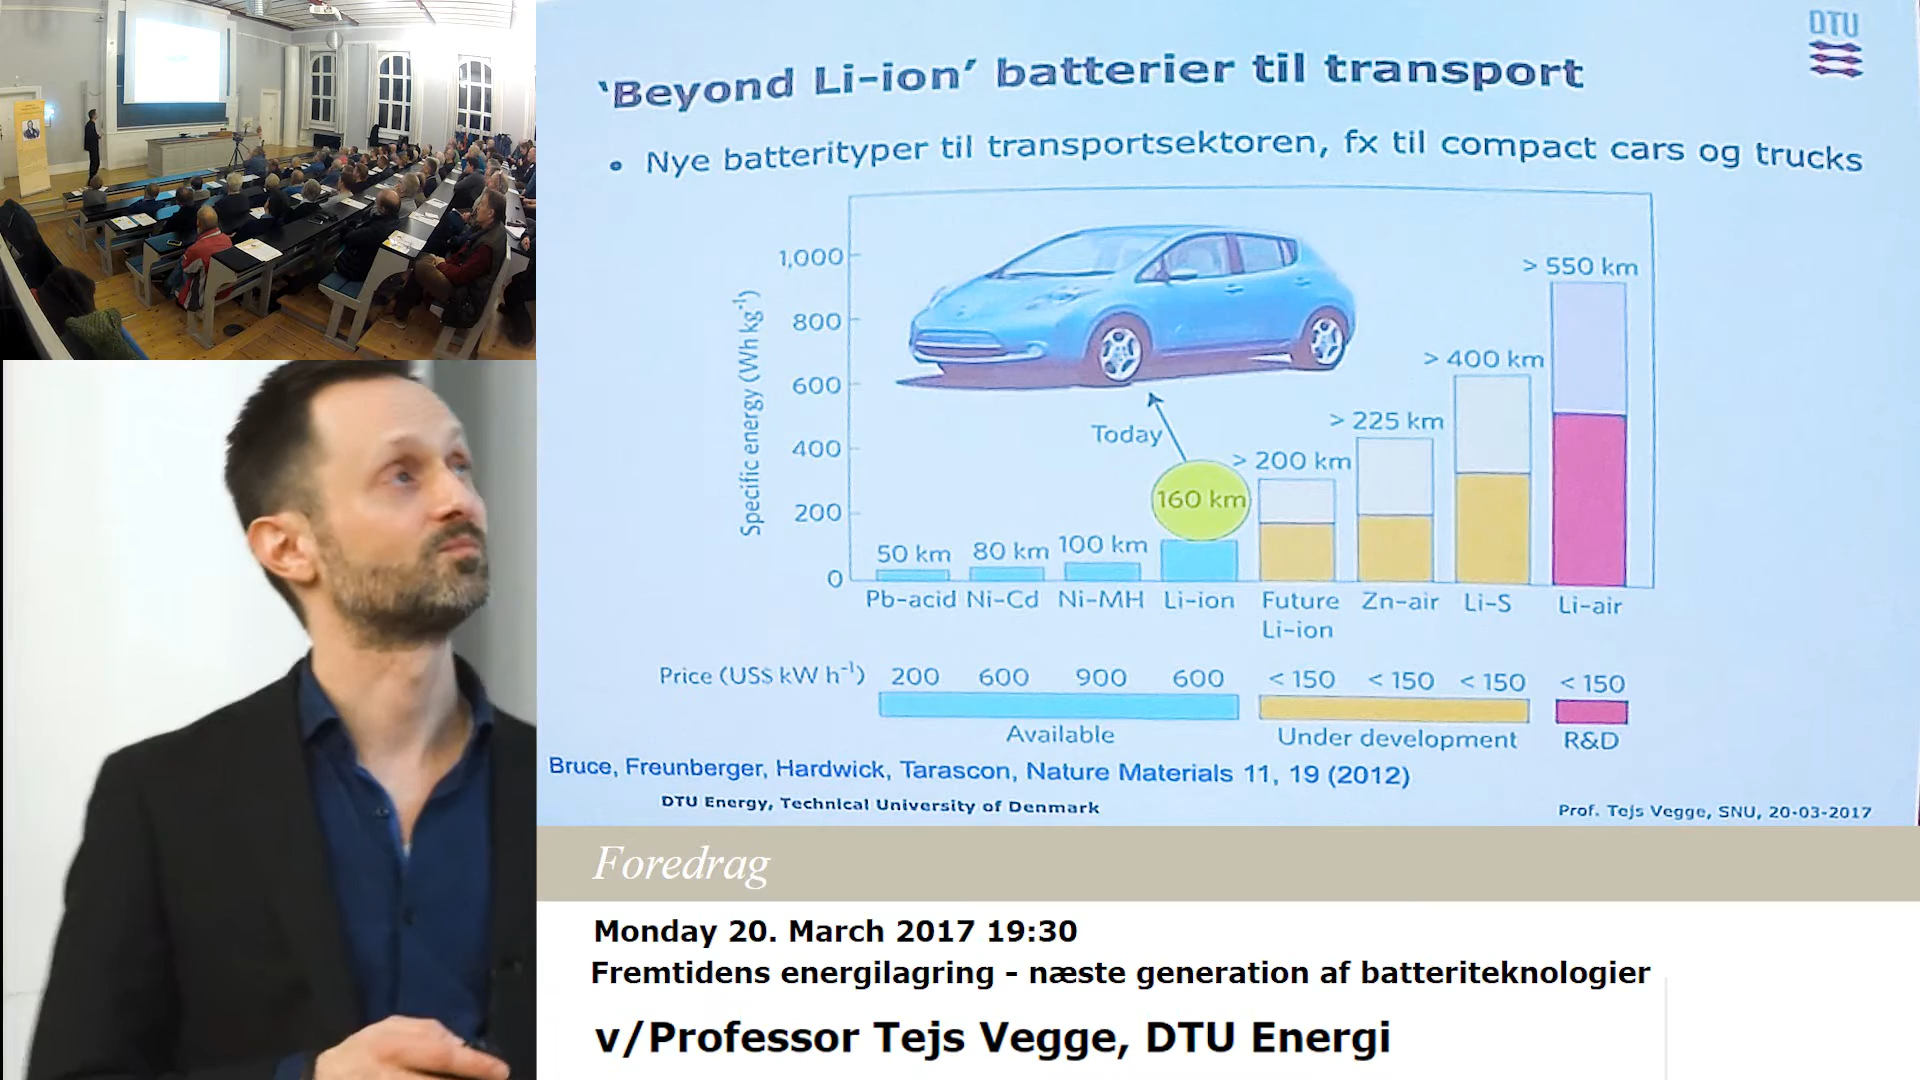 DTU
‘Beyond Li-ion’ batterier til transport
• Nye batterityper til transportsektoren, fx til compact cars og trucks
Specific energy (Wh kg⁻¹)
1,000
800
600
400
200
0
> 550 km
> 400 km
> 225 km
> 200 km
Today
160 km
50 km 80 km 100 km
Pb-acid Ni-Cd Ni-MH Li-ion Future Li-ion Zn-air Li-S Li-air
Price (US$ kW h⁻¹) 200 600 900 600 < 150 < 150 < 150 < 150
Available Under development R&D
Bruce, Freunberger, Hardwick, Tarascon, Nature Materials 11, 19 (2012)
DTU Energy, Technical University of Denmark
Prof. Tejs Vegge, SNU, 20-03-2017
Foredrag
Monday 20. March 2017 19:30
Fremtidens energilagring - næste generation af batteriteknologier
v/Professor Tejs Vegge, DTU Energi